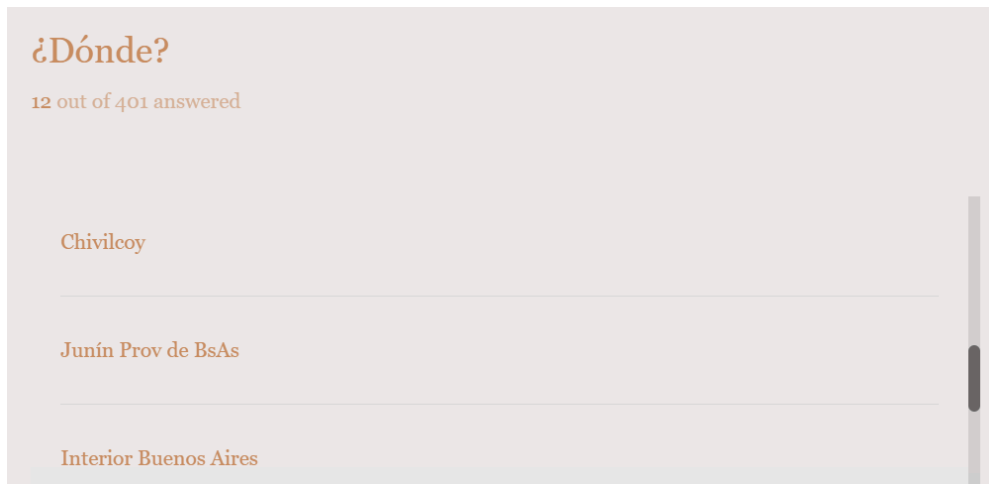 ¿Dónde?
12 out of 401 answered
Chivilcoy
Junín Prov de BsAs
Interior Buenos Aires